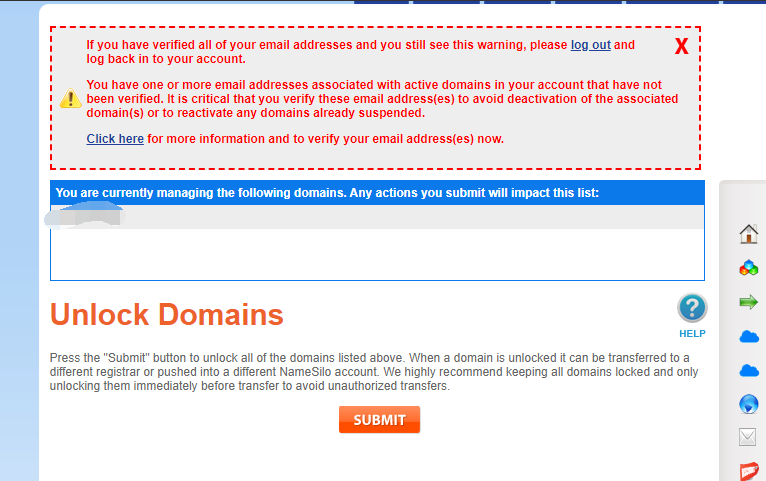 If you have verified all of your email addresses and you still see this warning, please log out and
log back in to your account.
X
You have one or more email addresses associated with active domains in your account that have not
been verified. It is critical that you verify these email address(es) to avoid deactivation of the associated
domain(s) or to reactivate any domains already suspended.
Click here for more information and to verify your email address(es) now.
You are currently managing the following domains. Any actions you submit will impact this list:
Unlock Domains
HELP
Press the "Submit" button to unlock all of the domains listed above. When a domain is unlocked it can be transferred to a
different registrar or pushed into a different NameSilo account. We highly recommend keeping all domains locked and only
unlocking them immediately before transfer to avoid unauthorized transfers.
SUBMIT